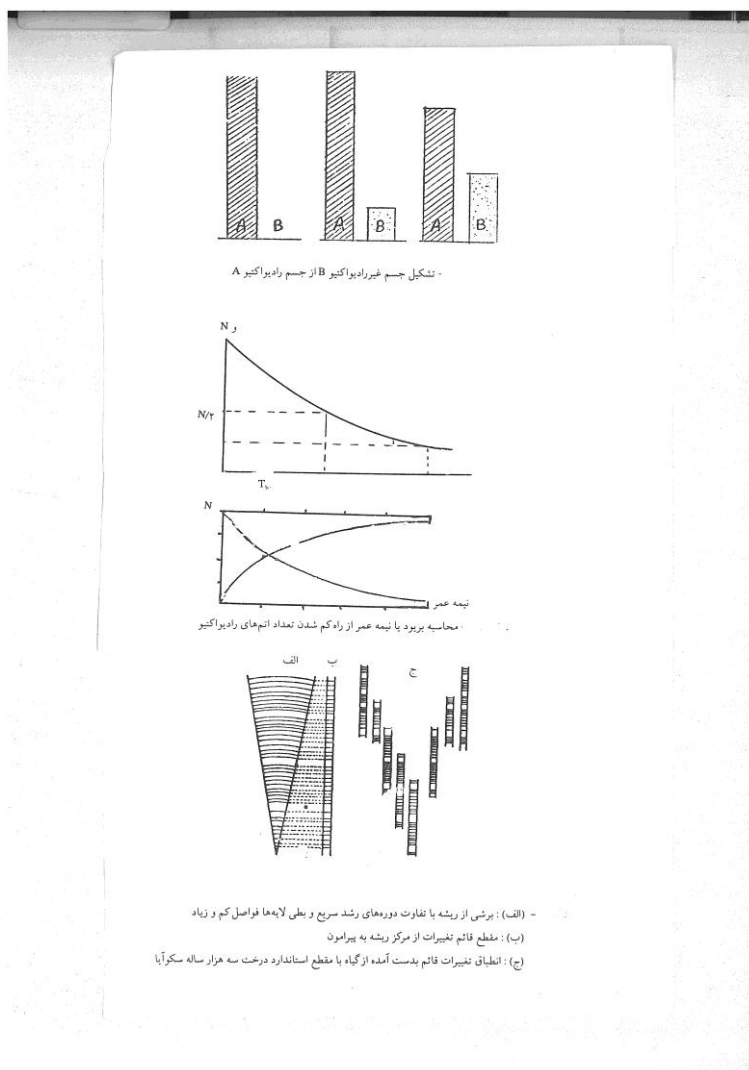 A B A B A B
- تشکیل جسم غیررادیواکتیو B از جسم رادیواکتیو A
N و
N/۲
N
نیمه عمر
محاسبه پریود یا نیمه عمر از راه کم شدن تعداد اتم‌های رادیواکتیو
الف ب ج
- (الف) : برشی از ریشه با تفاوت دوره‌های رشد سریع و بطی لایه‌ها فواصل کم و زیاد
(ب) : مقطع قائم تغییرات از مرکز ریشه به پیرامون
(ج) : انطباق تغییرات قائم بدست آمده از گیاه با مقطع استاندارد درخت سه هزار ساله سکوآیا